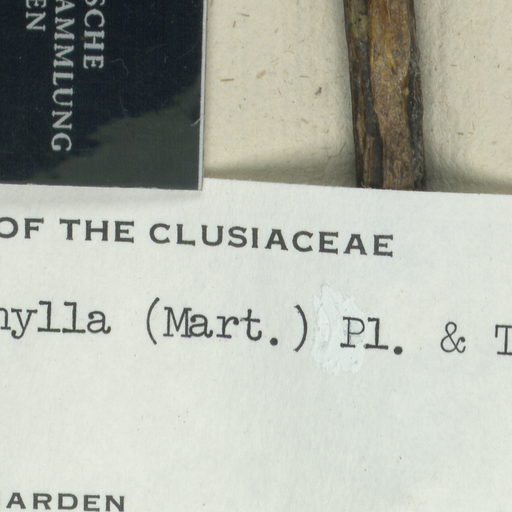 SCHE
AMMLUNG
EN
OF THE CLUSIACEAE
hylla (Mart.) Pl. & T
ARDEN